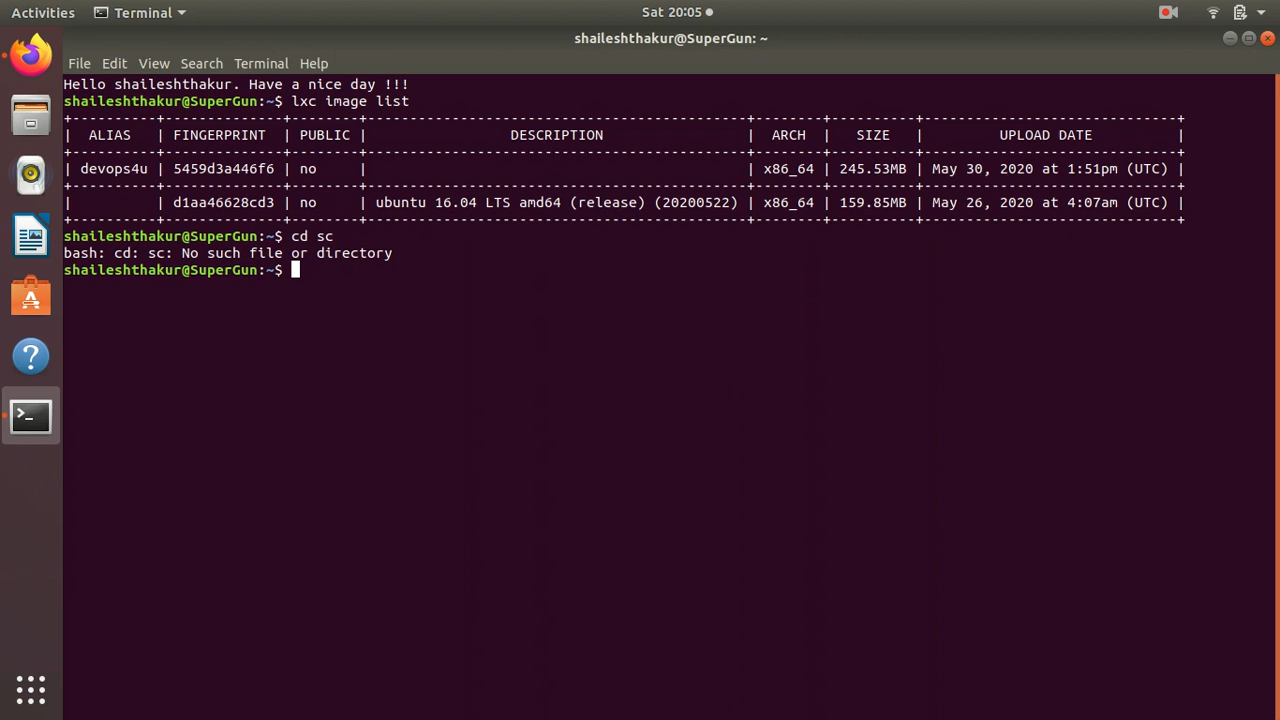 Activities Terminal Sat 20:05
shaileshthakur@SuperGun: ~
File Edit View Search Terminal Help
Hello shaileshthakur. Have a nice day !!!
shaileshthakur@SuperGun:~$ lxc image list
+----------+--------------+--------+---------------------------------------------+--------+----------+------------------------------+
| ALIAS | FINGERPRINT | PUBLIC | DESCRIPTION | ARCH | SIZE | UPLOAD DATE |
+----------+--------------+--------+---------------------------------------------+--------+----------+------------------------------+
| devops4u | 5459d3a446f6 | no | | x86_64 | 245.53MB | May 30, 2020 at 1:51pm (UTC) |
+----------+--------------+--------+---------------------------------------------+--------+----------+------------------------------+
| | d1aa46628cd3 | no | ubuntu 16.04 LTS amd64 (release) (20200522) | x86_64 | 159.85MB | May 26, 2020 at 4:07am (UTC) |
+----------+--------------+--------+---------------------------------------------+--------+----------+------------------------------+
shaileshthakur@SuperGun:~$ cd sc
bash: cd: sc: No such file or directory
shaileshthakur@SuperGun:~$